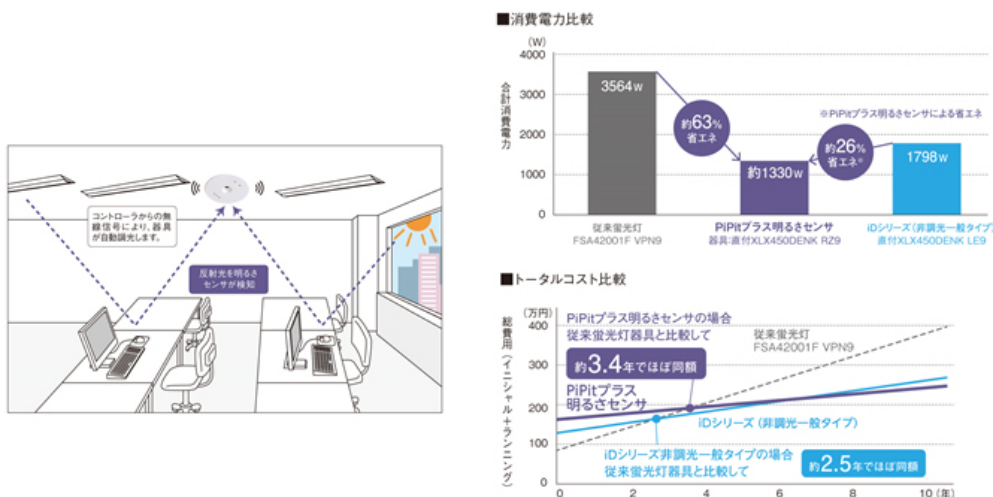 コントローラからの無
線信号により、器具
が自動調光します。
反射光を明るさ
センサが検知
■消費電力比較
(W)
合計消費電力
4000
3000
2000
1000
0
3564W
約63%
省エネ
約1330W
※PiPitプラス明るさセンサによる省エネ
約26%
省エネ※
1798W
従来蛍光灯
FSA42001F VPN9
PiPitプラス明るさセンサ
器具:直付XLX450DENK RZ9
iDシリーズ(非調光一般タイプ)
直付XLX450DENK LE9
■トータルコスト比較
(万円)
総費用(イニシャル+ランニング)
400
300
200
100
0
PiPitプラス明るさセンサの場合
従来蛍光灯器具と比較して
約3.4年でほぼ同額
PiPitプラス
明るさセンサ
従来蛍光灯
FSA42001F VPN9
iDシリーズ(非調光一般タイプ)
iDシリーズ非調光一般タイプの場合
従来蛍光灯器具と比較して
約2.5年でほぼ同額
0 2 4 6 8 10(年)